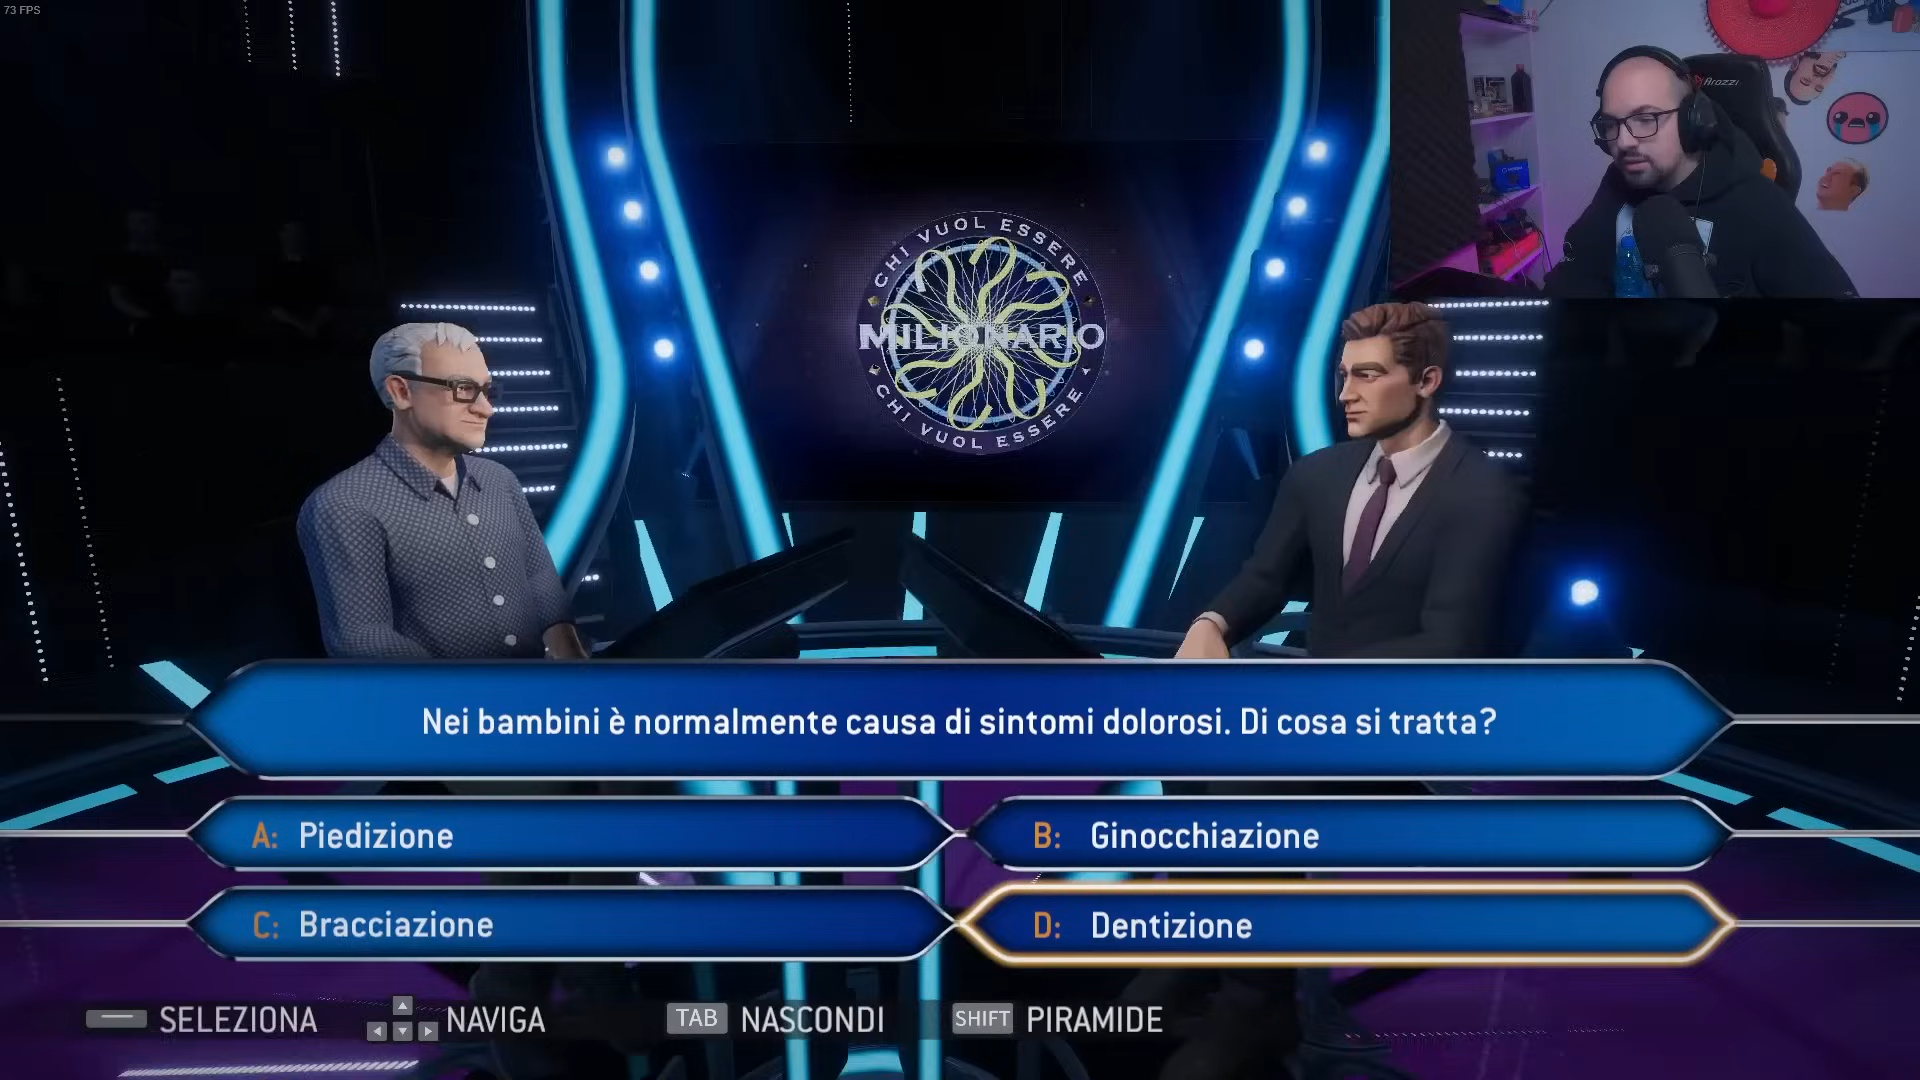 73 FPS
Arozzi
CHI VUOL ESSERE
MILIONARIO
CHI VUOL ESSERE
Nei bambini è normalmente causa di sintomi dolorosi. Di cosa si tratta?
A: Piedizione
B: Ginocchiazione
C: Bracciazione
D: Dentizione
SELEZIONA
NAVIGA
TAB NASCONDI
SHIFT PIRAMIDE